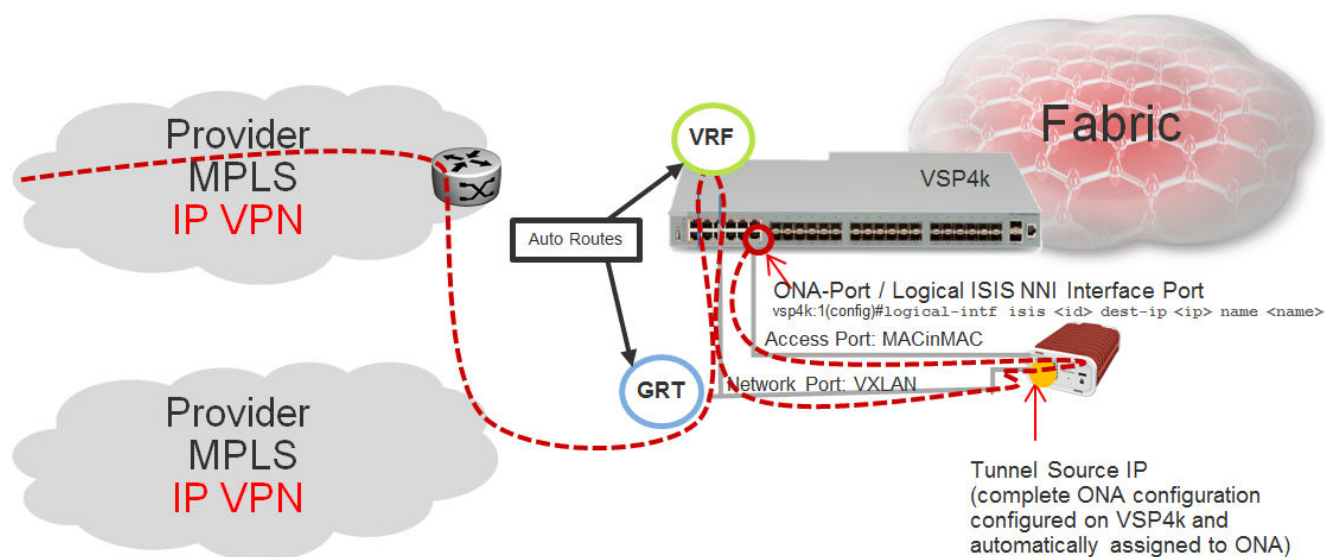 Provider
MPLS
IP VPN
VRF
VSP4k
Fabric
Auto Routes
ONA-Port / Logical ISIS NNI Interface Port
vsp4k:1(config)#logical-intf isis <id> dest-ip <ip> name <name>
Access Port: MACinMAC
GRT
Network Port: VXLAN
Provider
MPLS
IP VPN
Tunnel Source IP
(complete ONA configuration
configured on VSP4k and
automatically assigned to ONA)